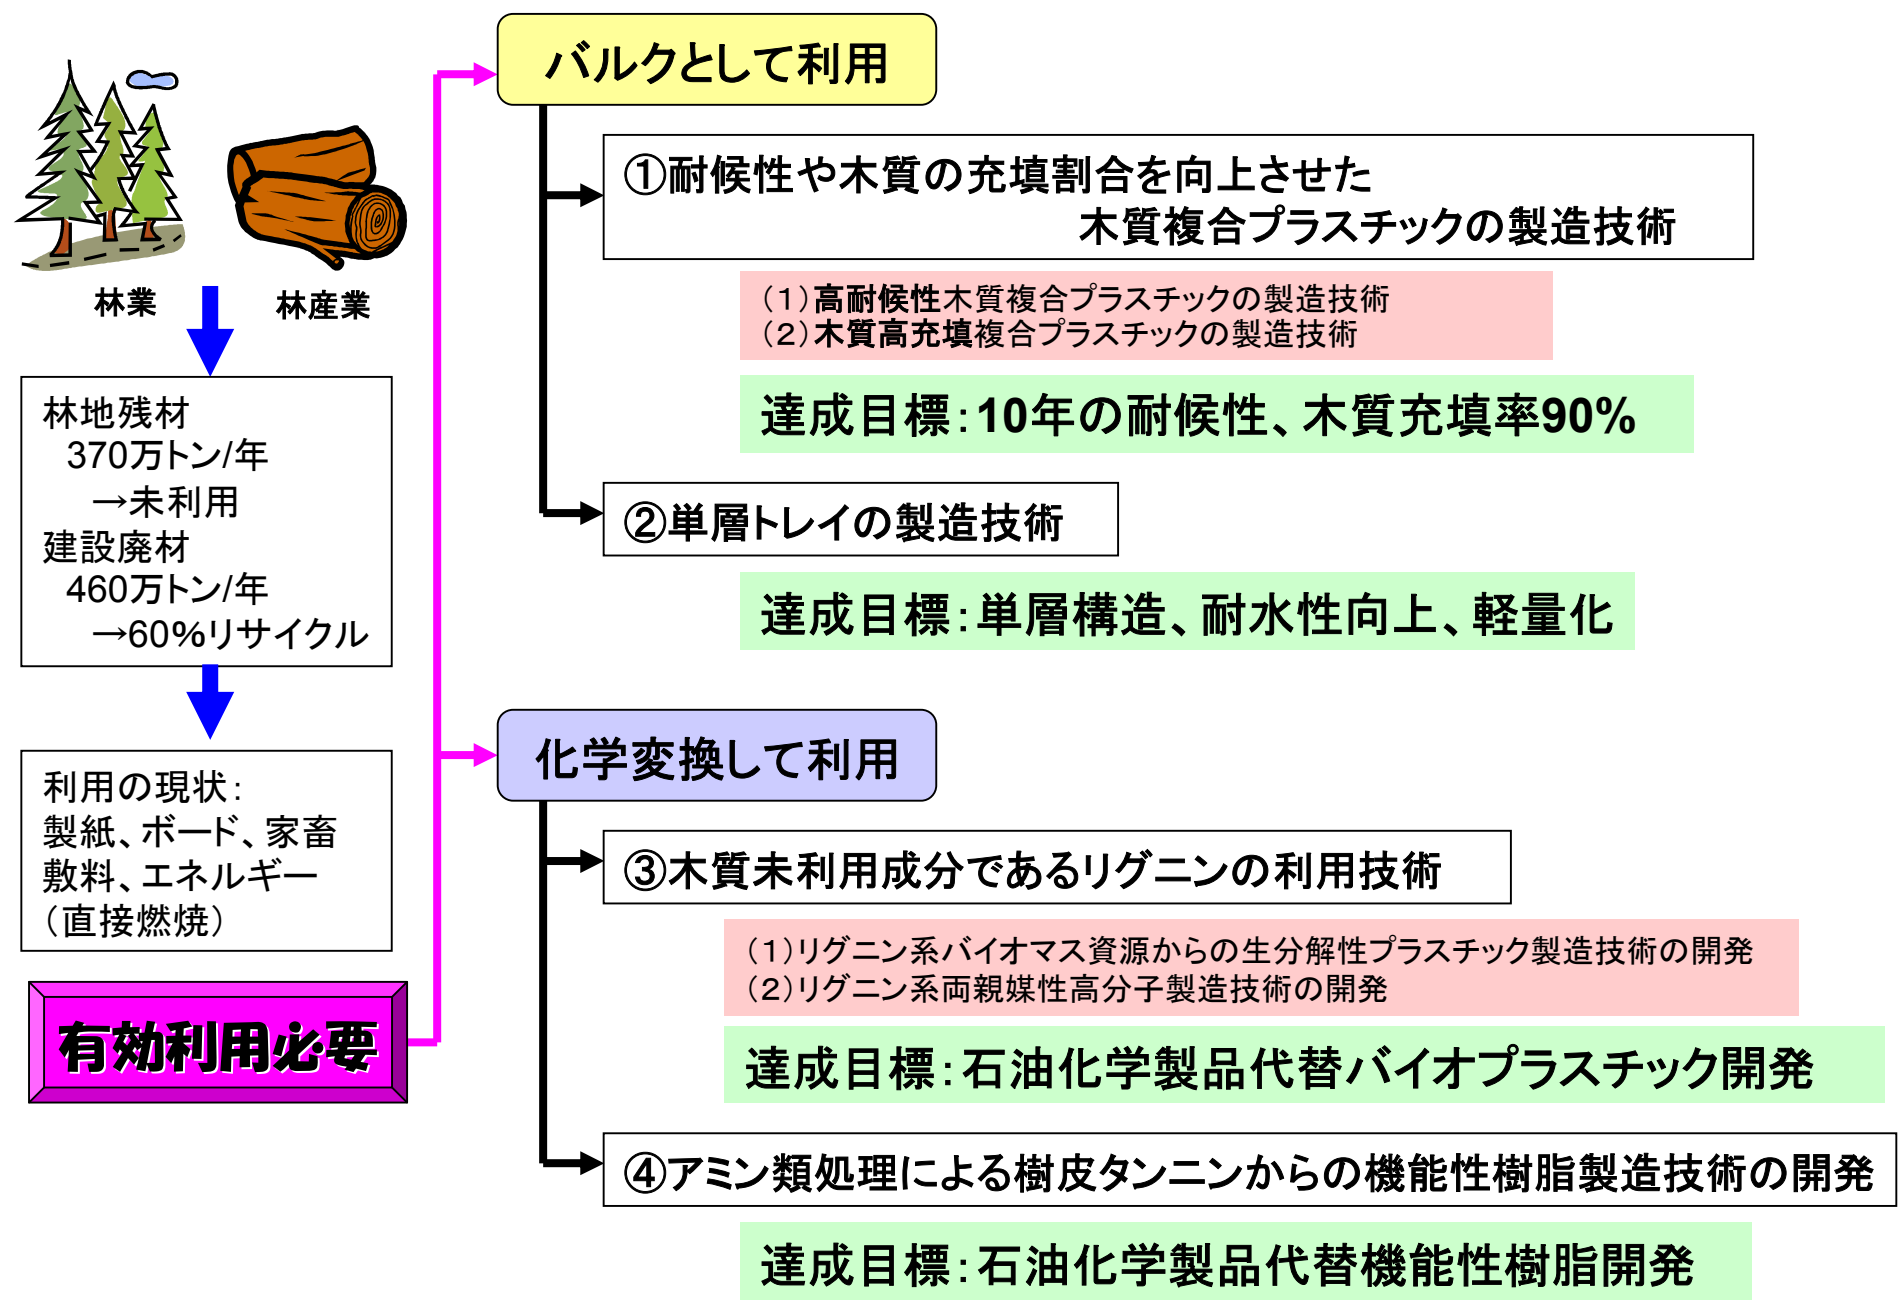 林業
林産業
林地残材
370万トン/年
→未利用
建設廃材
460万トン/年
→60%リサイクル
利用の現状:
製紙、ボード、家畜
敷料、エネルギー
(直接燃焼)
有効利用必要
バルクとして利用
①耐候性や木質の充填割合を向上させた
木質複合プラスチックの製造技術
(1)高耐候性木質複合プラスチックの製造技術
(2)木質高充填複合プラスチックの製造技術
達成目標:10年の耐候性、木質充填率90%
②単層トレイの製造技術
達成目標:単層構造、耐水性向上、軽量化
化学変換して利用
③木質未利用成分であるリグニンの利用技術
(1)リグニン系バイオマス資源からの生分解性プラスチック製造技術の開発
(2)リグニン系両親媒性高分子製造技術の開発
達成目標:石油化学製品代替バイオプラスチック開発
④アミン類処理による樹皮タンニンからの機能性樹脂製造技術の開発
達成目標:石油化学製品代替機能性樹脂開発